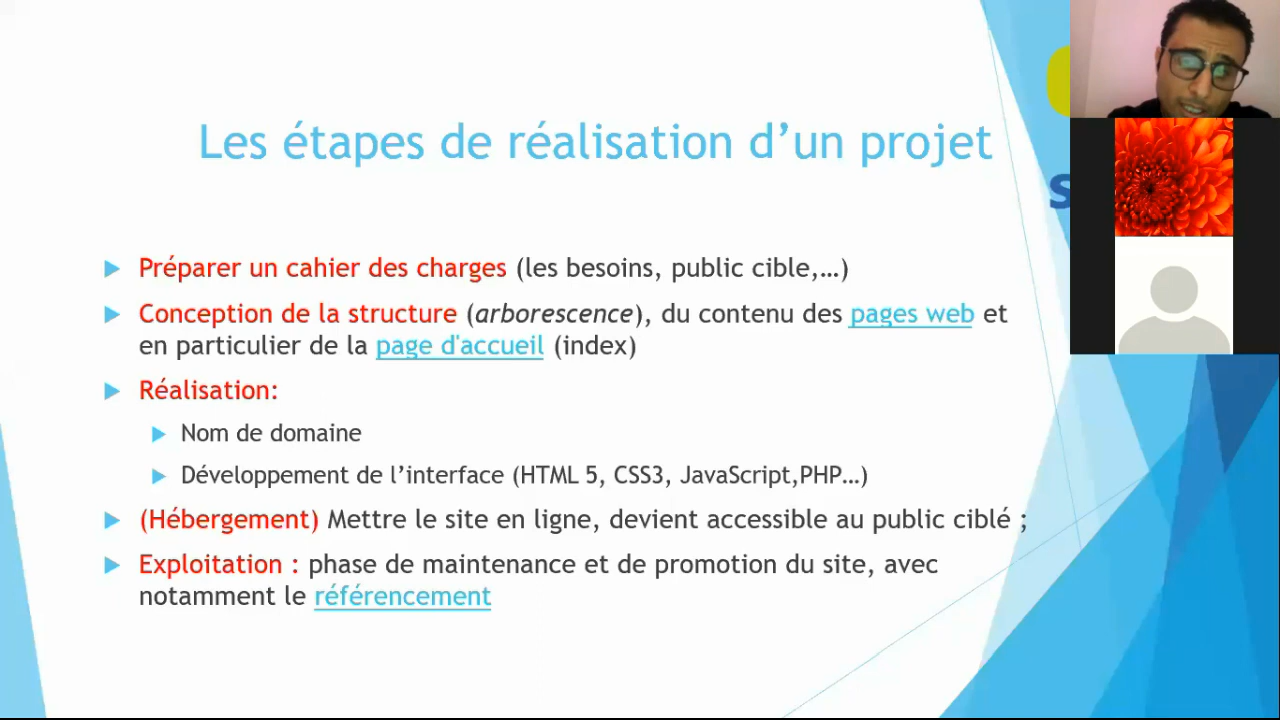 Les étapes de réalisation d’un projet
Préparer un cahier des charges (les besoins, public cible,…)
Conception de la structure (arborescence), du contenu des pages web et
en particulier de la page d'accueil (index)
Réalisation:
Nom de domaine
Développement de l’interface (HTML 5, CSS3, JavaScript,PHP…)
(Hébergement) Mettre le site en ligne, devient accessible au public ciblé ;
Exploitation : phase de maintenance et de promotion du site, avec
notamment le référencement